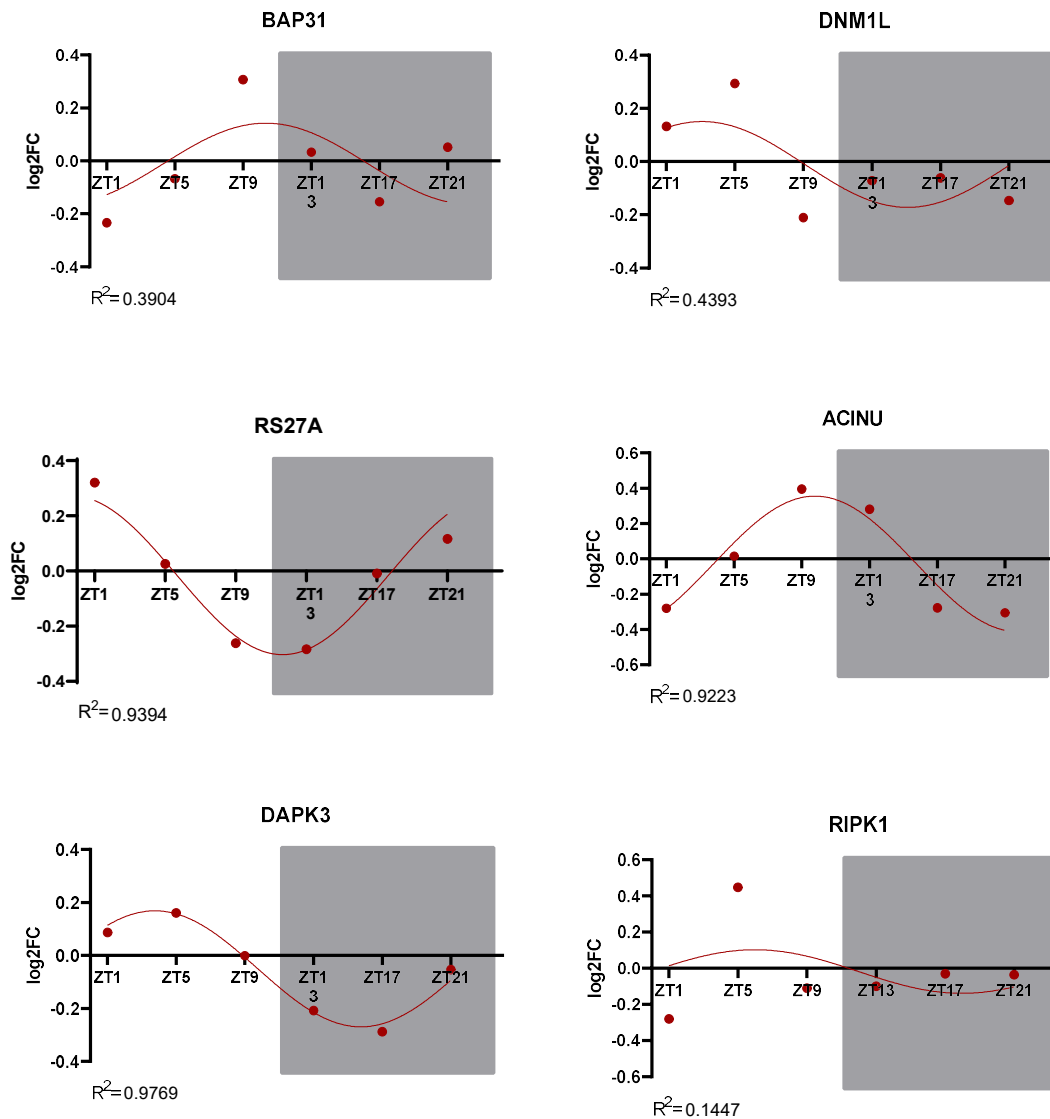 BAP31
0.4
0.2
0.0
-0.2
-0.4
log2FC
ZT1 ZT5 ZT9 ZT1 ZT17 ZT21
3
R²=0.3904
DNM1L
0.4
0.2
0.0
-0.2
-0.4
log2FC
ZT1 ZT5 ZT9 ZT1 ZT17 ZT21
3
R²=0.4393
RS27A
0.4
0.2
0.0
-0.2
-0.4
log2FC
ZT1 ZT5 ZT9 ZT1 ZT17 ZT21
3
R²=0.9394
ACINU
0.6
0.4
0.2
0.0
-0.2
-0.4
-0.6
log2FC
ZT1 ZT5 ZT9 ZT1 ZT17 ZT21
3
R²=0.9223
DAPK3
0.4
0.2
0.0
-0.2
-0.4
log2FC
ZT1 ZT5 ZT9 ZT1 ZT17 ZT21
3
R²=0.9769
RIPK1
0.6
0.4
0.2
0.0
-0.2
-0.4
-0.6
log2FC
ZT1 ZT5 ZT9 ZT13 ZT17 ZT21
R²=0.1447